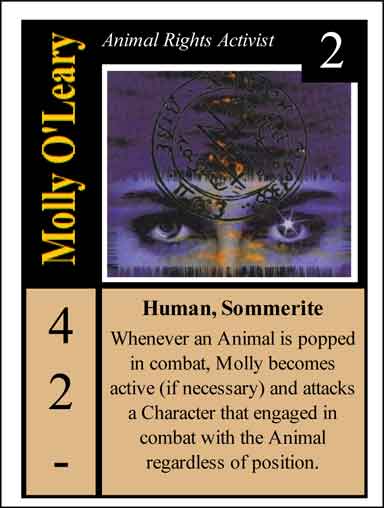 Animal Rights Activist
2
Molly O'Leary
4
2
-
Human, Sommerite
Whenever an Animal is popped
in combat, Molly becomes
active (if necessary) and attacks
a Character that engaged in
combat with the Animal
regardless of position.